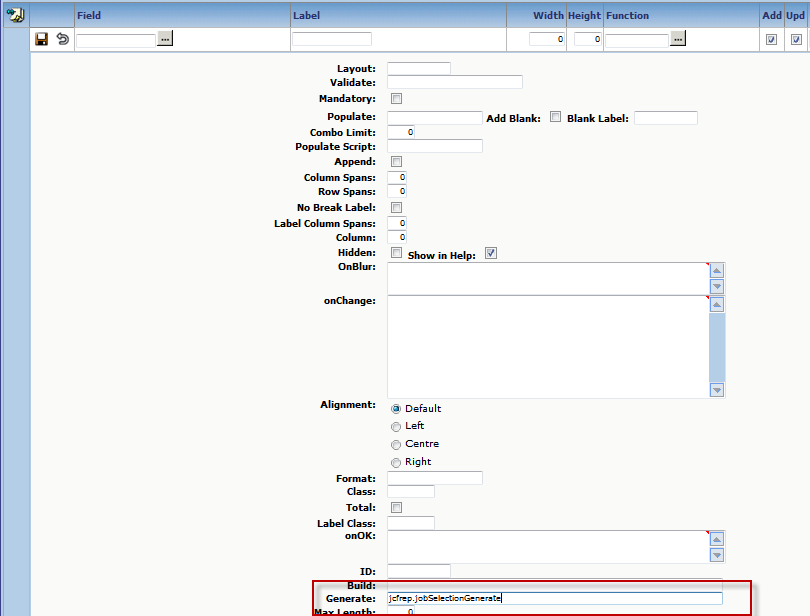 Field Label Width Height Function Add Upd
... 0 0 ...
Layout:
Validate:
Mandatory:
Populate: Add Blank: Blank Label:
Combo Limit: 0
Populate Script:
Append:
Column Spans: 0
Row Spans: 0
No Break Label:
Label Column Spans: 0
Column: 0
Hidden: Show in Help:
OnBlur:
onChange:
Alignment: Default
Left
Centre
Right
Format:
Class:
Total:
Label Class:
onOK:
ID:
Build:
Generate: jcfrep.jobSelectionGenerate
Max Length: 0